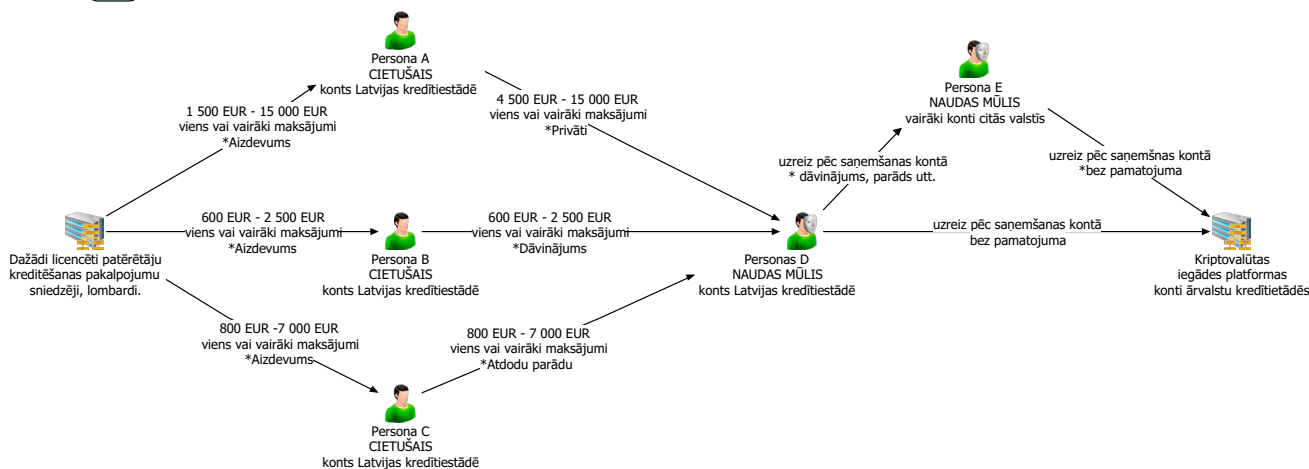 Persona A
CIETUŠAIS
konts Latvijas kredītiestādē
Persona E
NAUDAS MŪLIS
vairāki konti citās valstīs
1 500 EUR - 15 000 EUR
viens vai vairāki maksājumi
*Aizdevums
4 500 EUR - 15 000 EUR
viens vai vairāki maksājumi
*Privāti
uzreiz pēc saņemšanas kontā
* dāvinājums, parāds utt.
uzreiz pēc saņemšnas kontā
*bez pamatojuma
600 EUR - 2 500 EUR
viens vai vairāki maksājumi
*Aizdevums
600 EUR - 2 500 EUR
viens vai vairāki maksājumi
*Dāvinājums
uzreiz pēc saņemšanas kontā
bez pamatojuma
Dažādi licencēti patērētāju
kreditēšanas pakalpojumu
sniedzēji, lombardi.
Persona B
CIETUŠAIS
konts Latvijas kredītiestādē
Personas D
NAUDAS MŪLIS
konts Latvijas kredītiestādē
Kriptovalūtas
iegādes platformas
konti ārvalstu kredītietādēs
800 EUR -7 000 EUR
viens vai vairāki maksājumi
*Aizdevums
800 EUR - 7 000 EUR
viens vai vairāki maksājumi
*Atdodu parādu
Persona C
CIETUŠAIS
konts Latvijas kredītiestādē